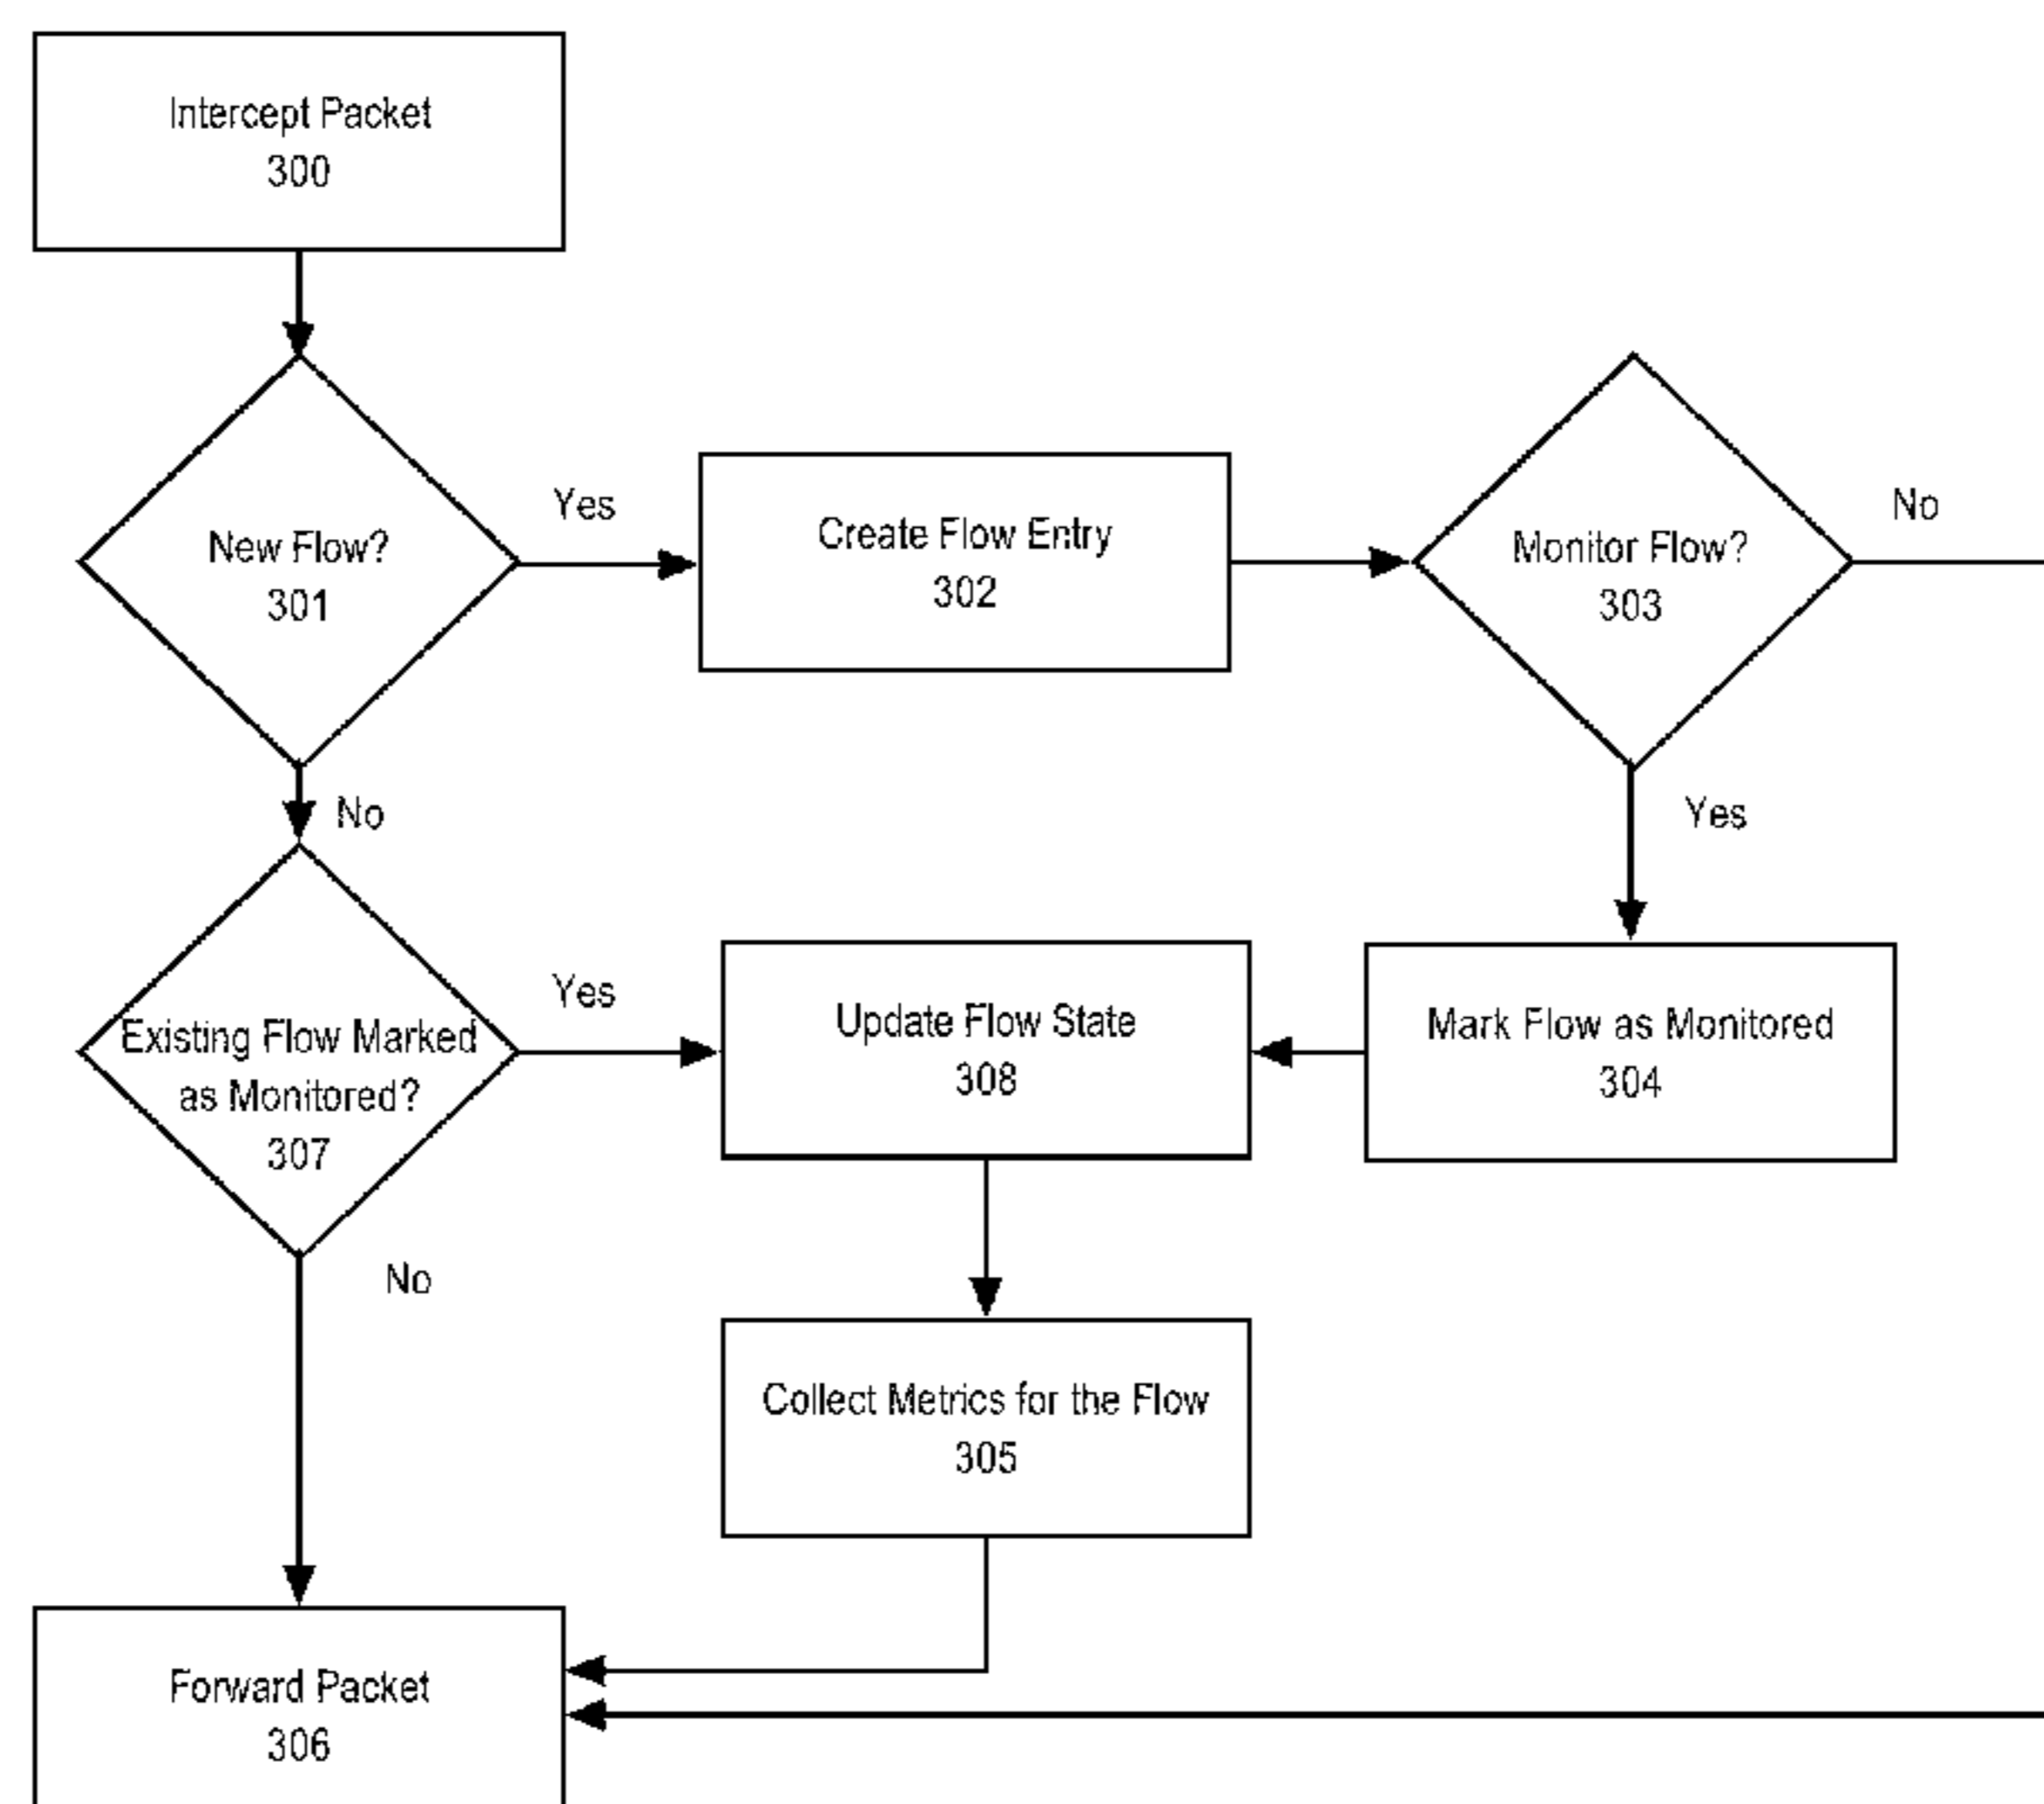 Intercept Packet
300
New Flow?
301
Yes
Create Flow Entry
302
Monitor Flow?
303
No
No
Yes
Existing Flow Marked
as Monitored?
307
Yes
Update Flow State
308
Mark Flow as Monitored
304
No
Collect Metrics for the Flow
305
Forward Packet
306